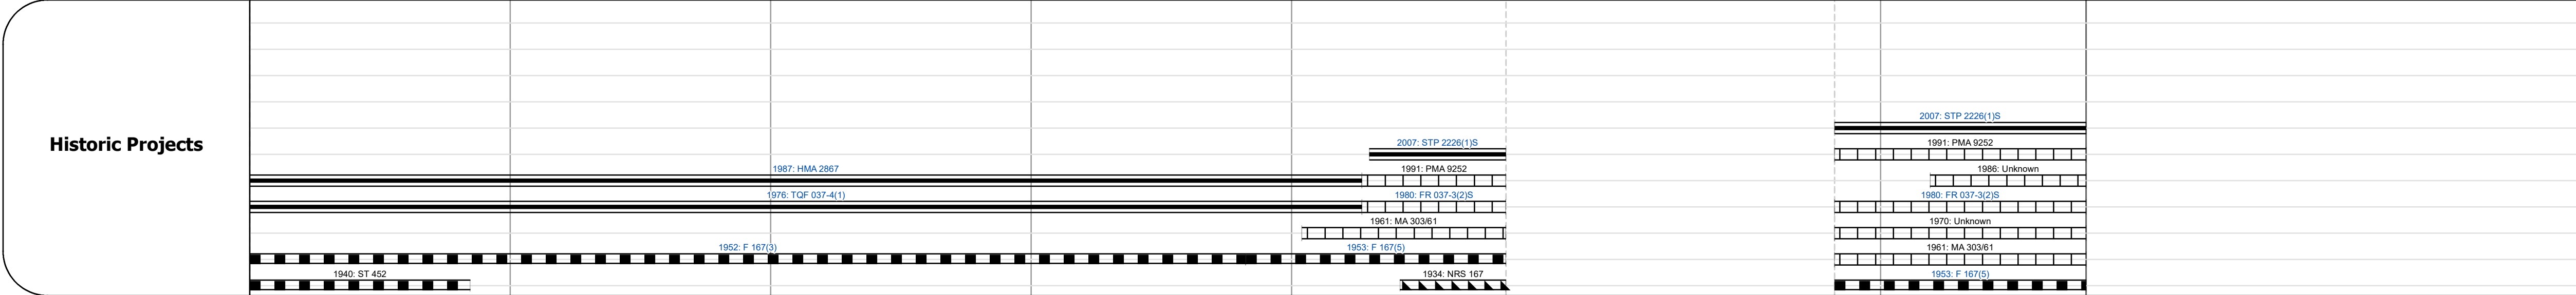 Historic Projects
2007: STP 2226(1)S
2007: STP 2226(1)S
1991: PMA 9252
1987: HMA 2867
1991: PMA 9252
1986: Unknown
1976: TQF 037-4(1)
1980: FR 037-3(2)S
1980: FR 037-3(2)S
1961: MA 303/61
1970: Unknown
1952: F 167(3)
1953: F 167(5)
1961: MA 303/61
1940: ST 452
1934: NRS 167
1953: F 167(5)